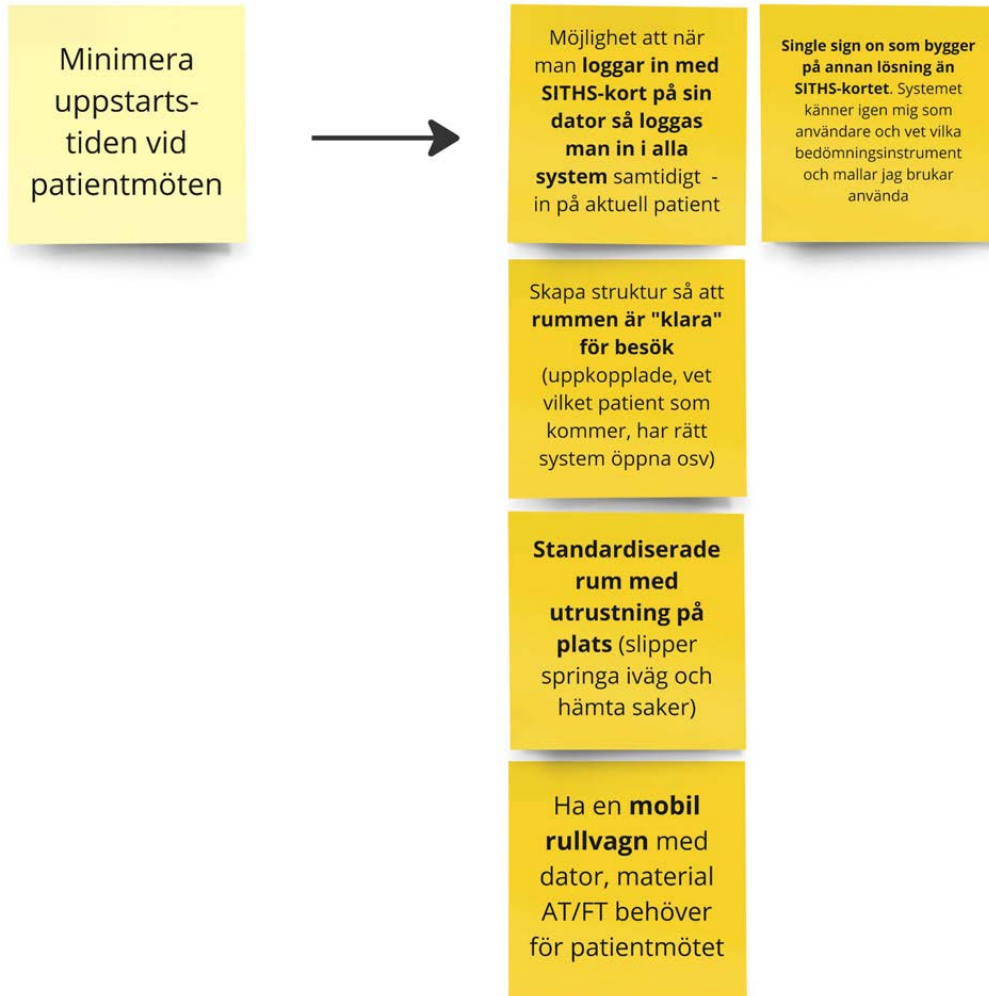 Minimera
uppstarts-
tiden vid
patientmöten
Möjlighet att när
man loggar in med
SITHS-kort på sin
dator så loggas
man in i alla
system samtidigt -
in på aktuell patient
Single sign on som bygger
på annan lösning än
SITHS-kortet. Systemet
känner igen mig som
användare och vet vilka
bedömningsinstrument
och mallar jag brukar
använda
Skapa struktur så att
rummen är "klara"
för besök
(uppkopplade, vet
vilket patient som
kommer, har rätt
system öppna osv)
Standardiserade
rum med
utrustning på
plats (slipper
springa iväg och
hämta saker)
Ha en mobil
rullvagn med
dator, material
AT/FT behöver
för patientmötet